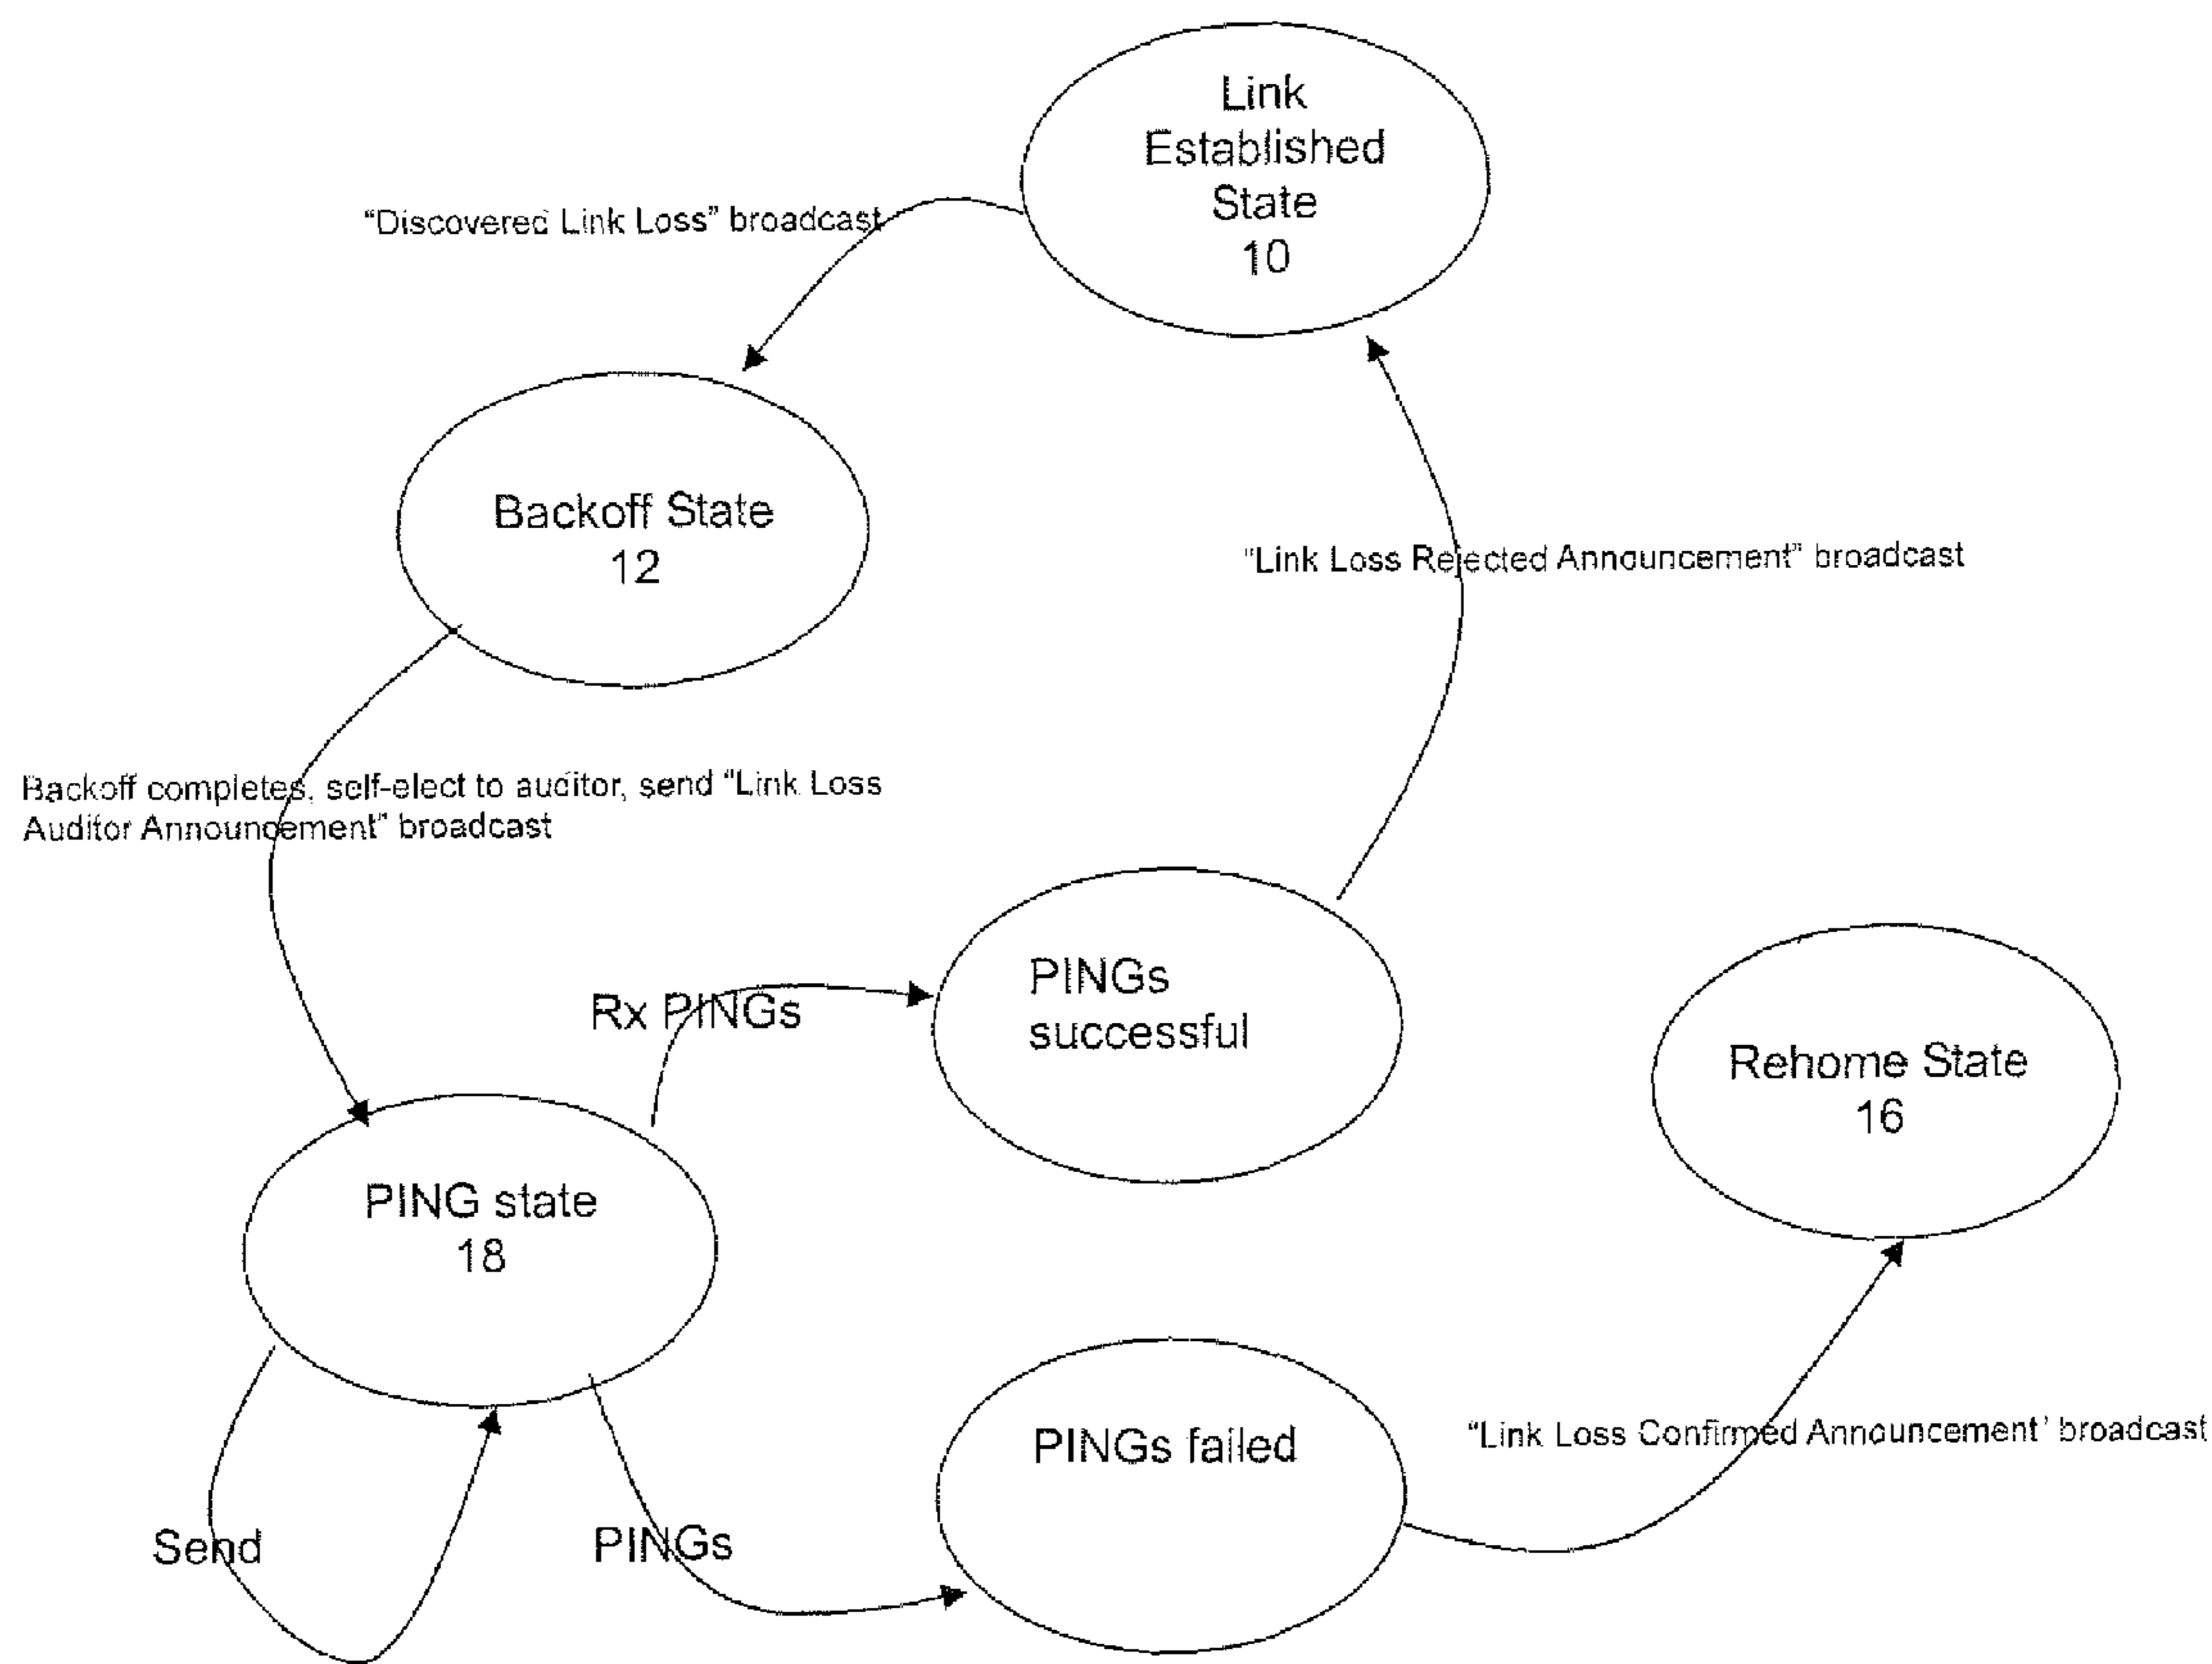 Link
Established
State
10
"Discovered Link Loss" broadcast
Backoff State
12
"Link Loss Rejected Announcement" broadcast
Backoff completes, self-elect to auditor, send "Link Loss
Auditor Announcement" broadcast
Rx PINGs
PINGs
successful
Rehome State
16
PING state
18
PINGs failed
"Link Loss Confirmed Announcement' broadcast
Send
PINGs